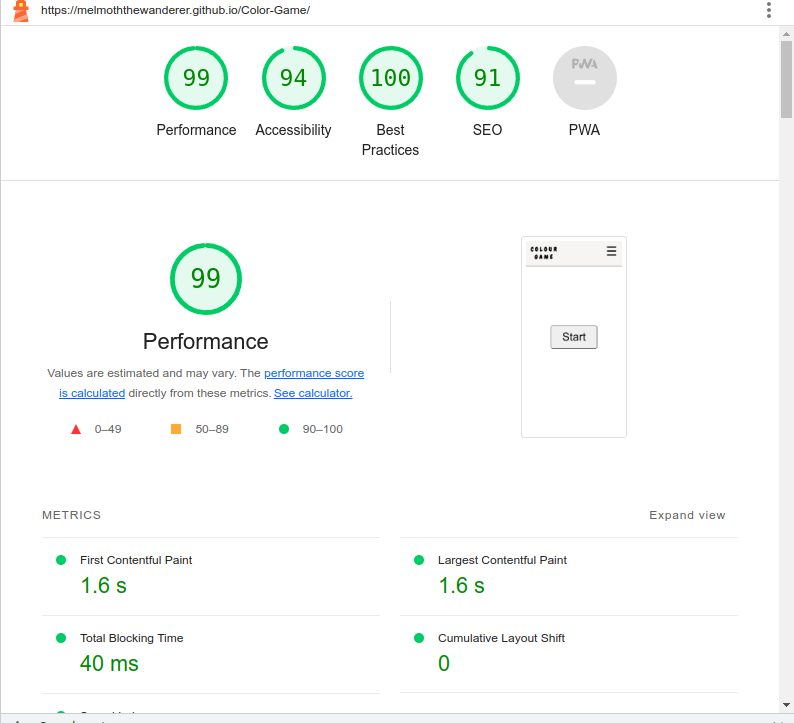 https://melmoththewanderer.github.io/Color-Game/
99
94
100
91
PWA
Performance
Accessibility
Best
Practices
SEO
PWA
99
Performance
Values are estimated and may vary. The performance score
is calculated directly from these metrics. See calculator.
0–49
50–89
90–100
COLOUR
GAME
Start
METRICS
Expand view
First Contentful Paint
1.6 s
Largest Contentful Paint
1.6 s
Total Blocking Time
40 ms
Cumulative Layout Shift
0